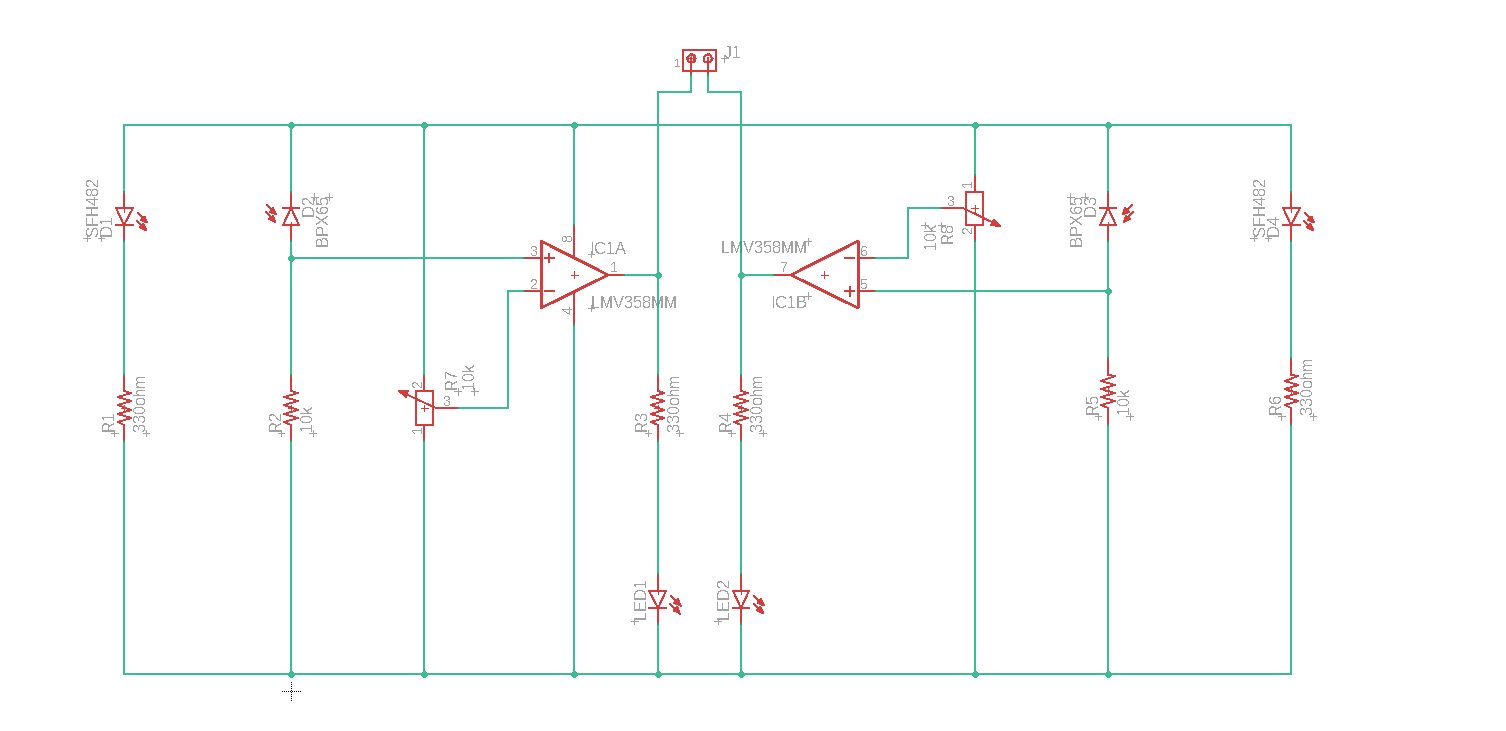 J1
1
SFH482
D1
D2
BPX65
3
2
8
4
1
IC1A
LMV358MM
LMV358MM
7
IC1B
6
5
1
3
2
10k
R8
BPX65
D3
SFH482
D4
R1
330ohm
R2
10k
2
3
1
R7
10k
R3
330ohm
R4
330ohm
R5
10k
R6
330ohm
LED1
LED2